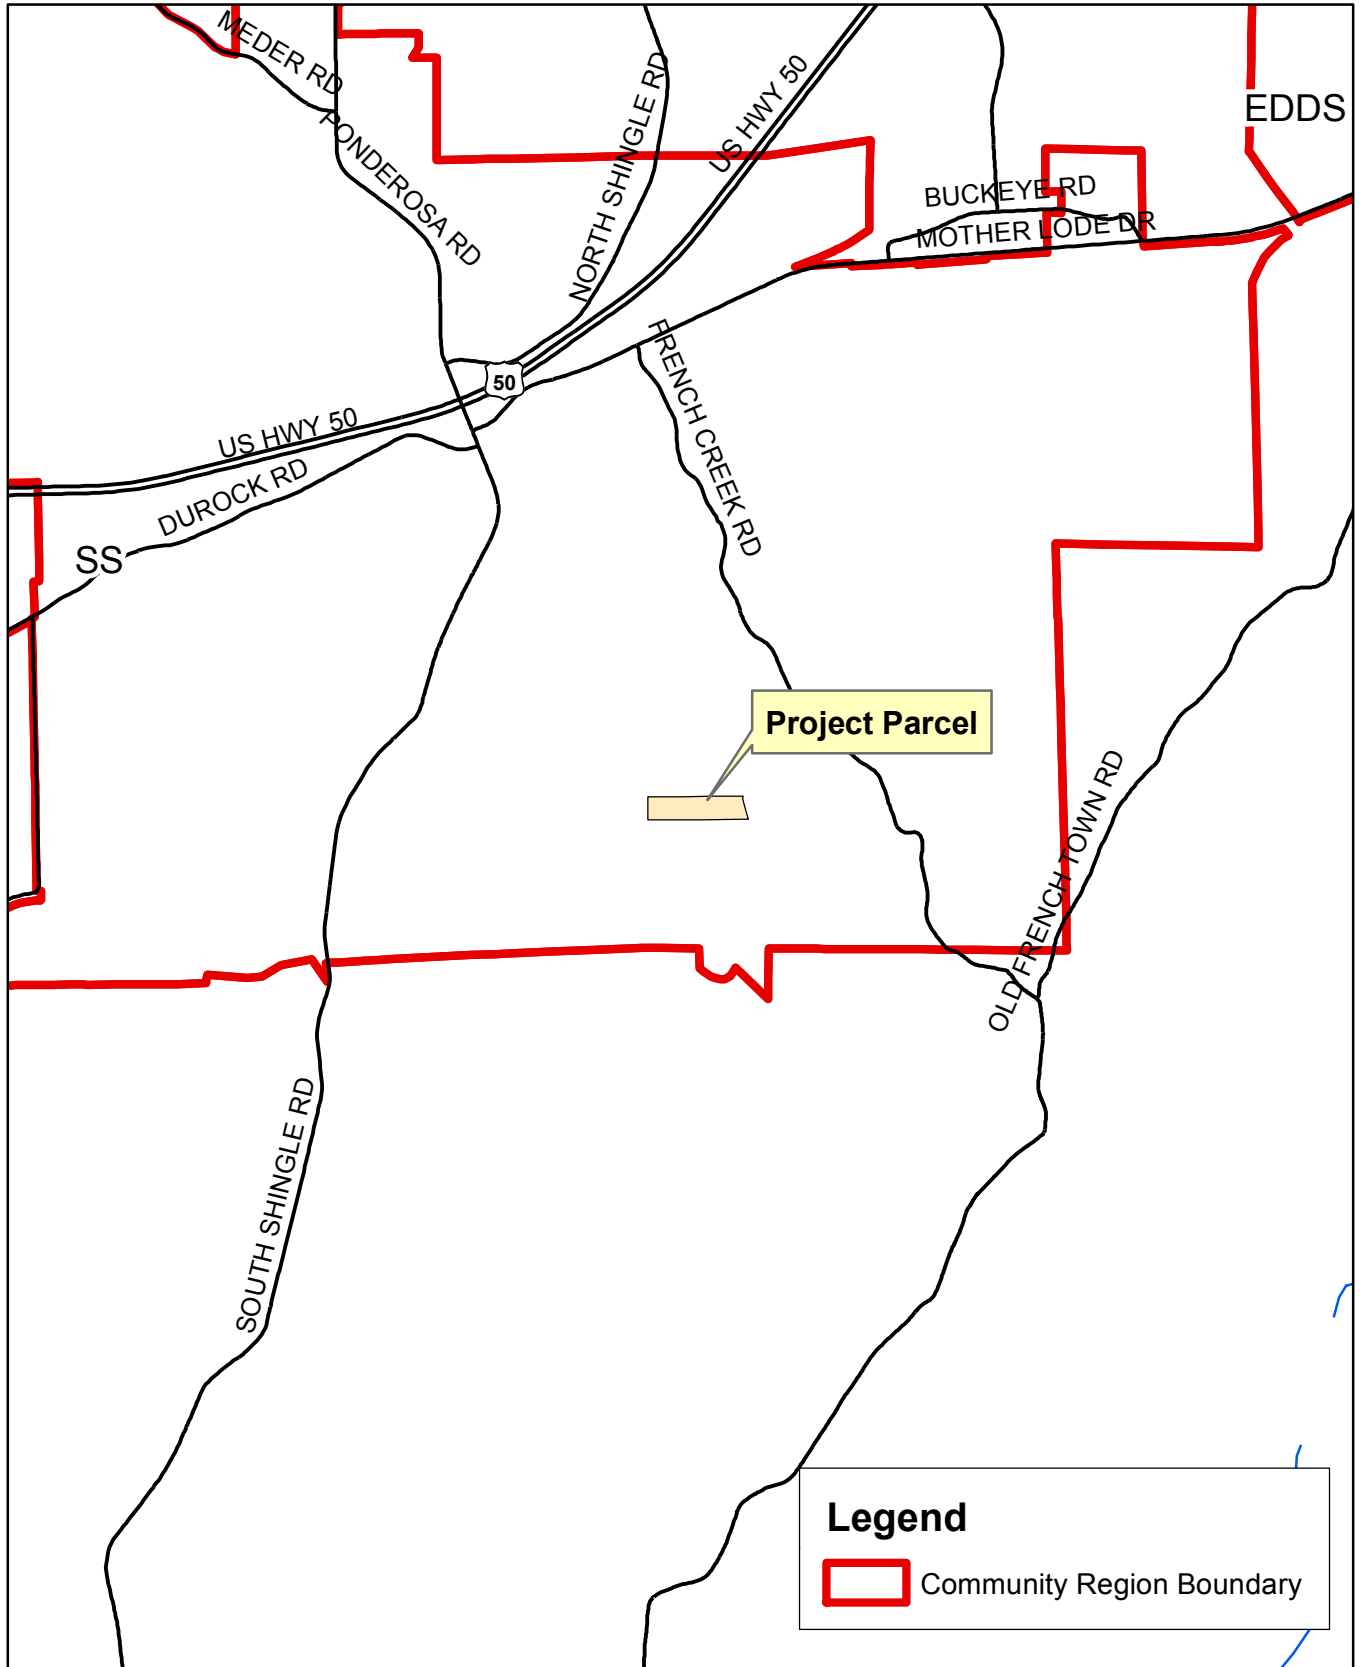 MEDER RD
PONDEROSA RD
NORTH SHINGLE RD
US HWY 50
EDDS
BUCKEYE RD
MOTHER LODE DR
50
FRENCH CREEK RD
US HWY 50
DUROCK RD
SS
Project Parcel
OLD FRENCH TOWN RD
SOUTH SHINGLE RD
Legend
Community Region Boundary